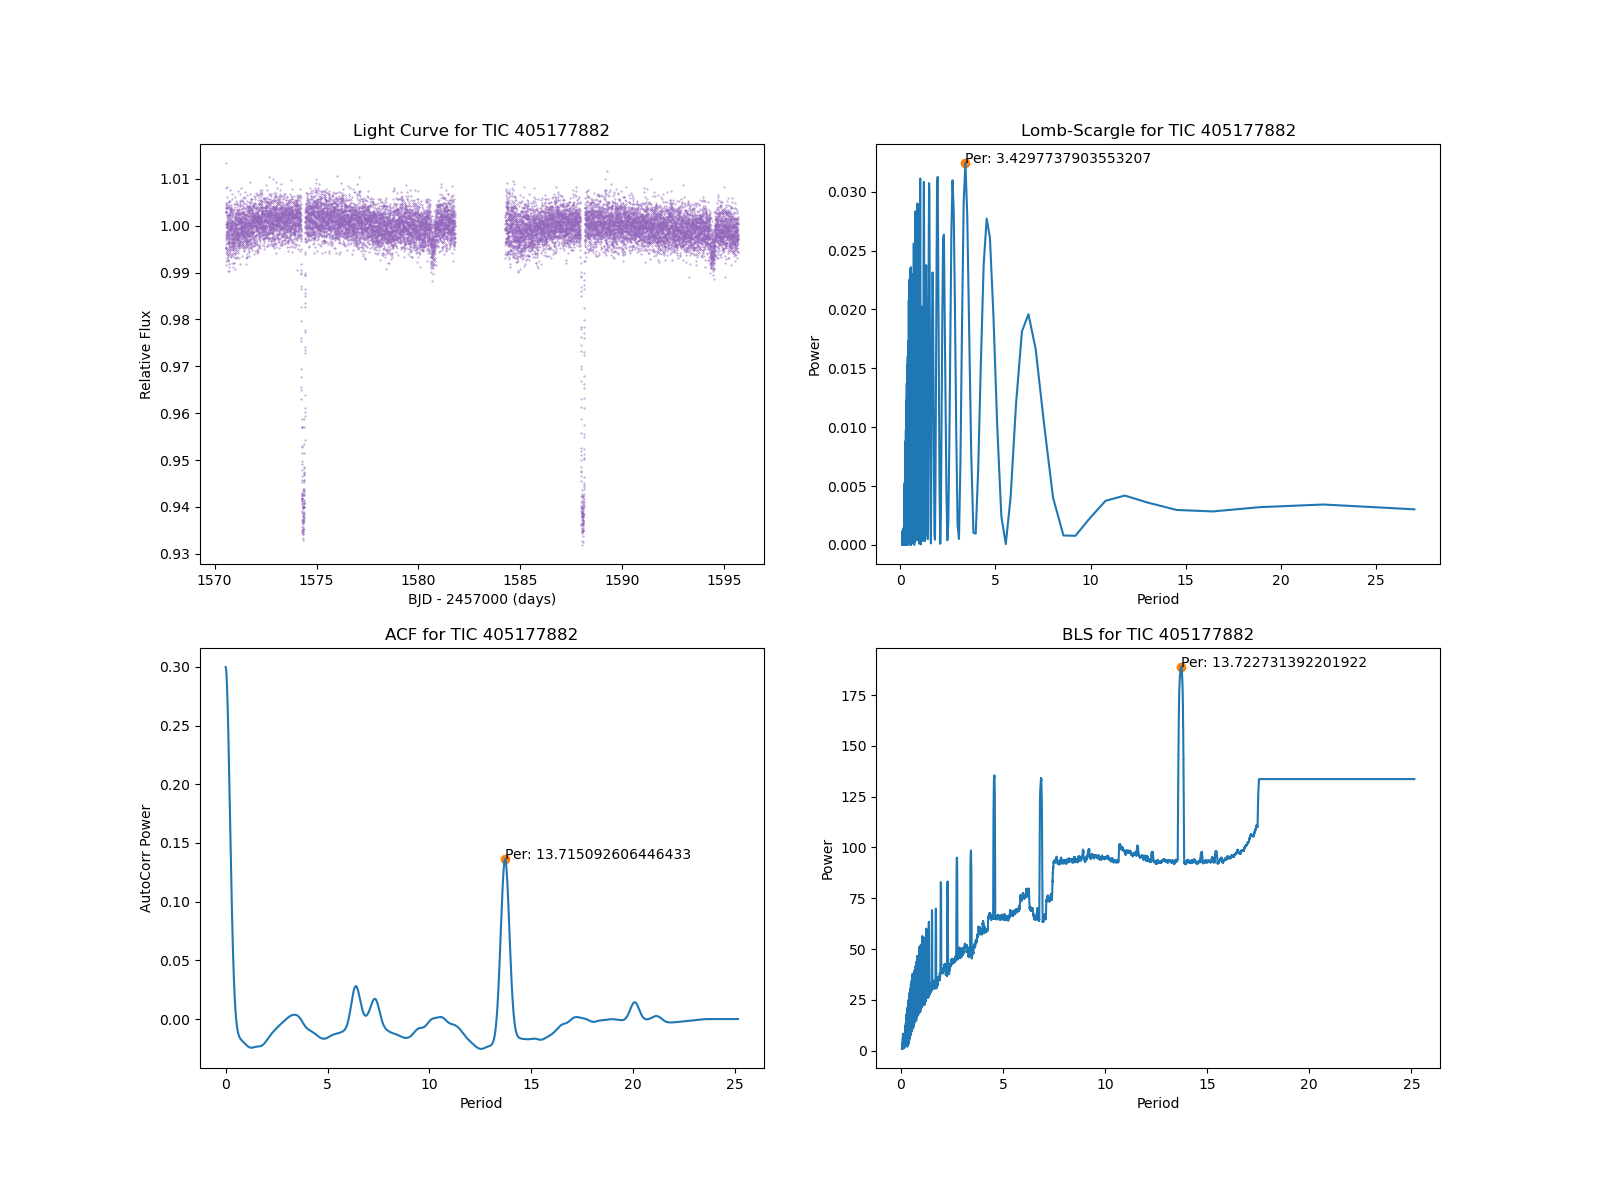 Light Curve for TIC 405177882
1.01
1.00
0.99
0.98
0.97
0.96
0.95
0.94
0.93
Relative Flux
1570 1575 1580 1585 1590 1595
BJD - 2457000 (days)
Lomb-Scargle for TIC 405177882
Per: 3.4297737903553207
0.030
0.025
0.020
0.015
0.010
0.005
0.000
Power
0 5 10 15 20 25
Period
ACF for TIC 405177882
0.30
0.25
0.20
0.15
0.10
0.05
0.00
AutoCorr Power
Per: 13.715092606446433
0 5 10 15 20 25
Period
BLS for TIC 405177882
Per: 13.722731392201922
175
150
125
100
75
50
25
0
Power
0 5 10 15 20 25
Period